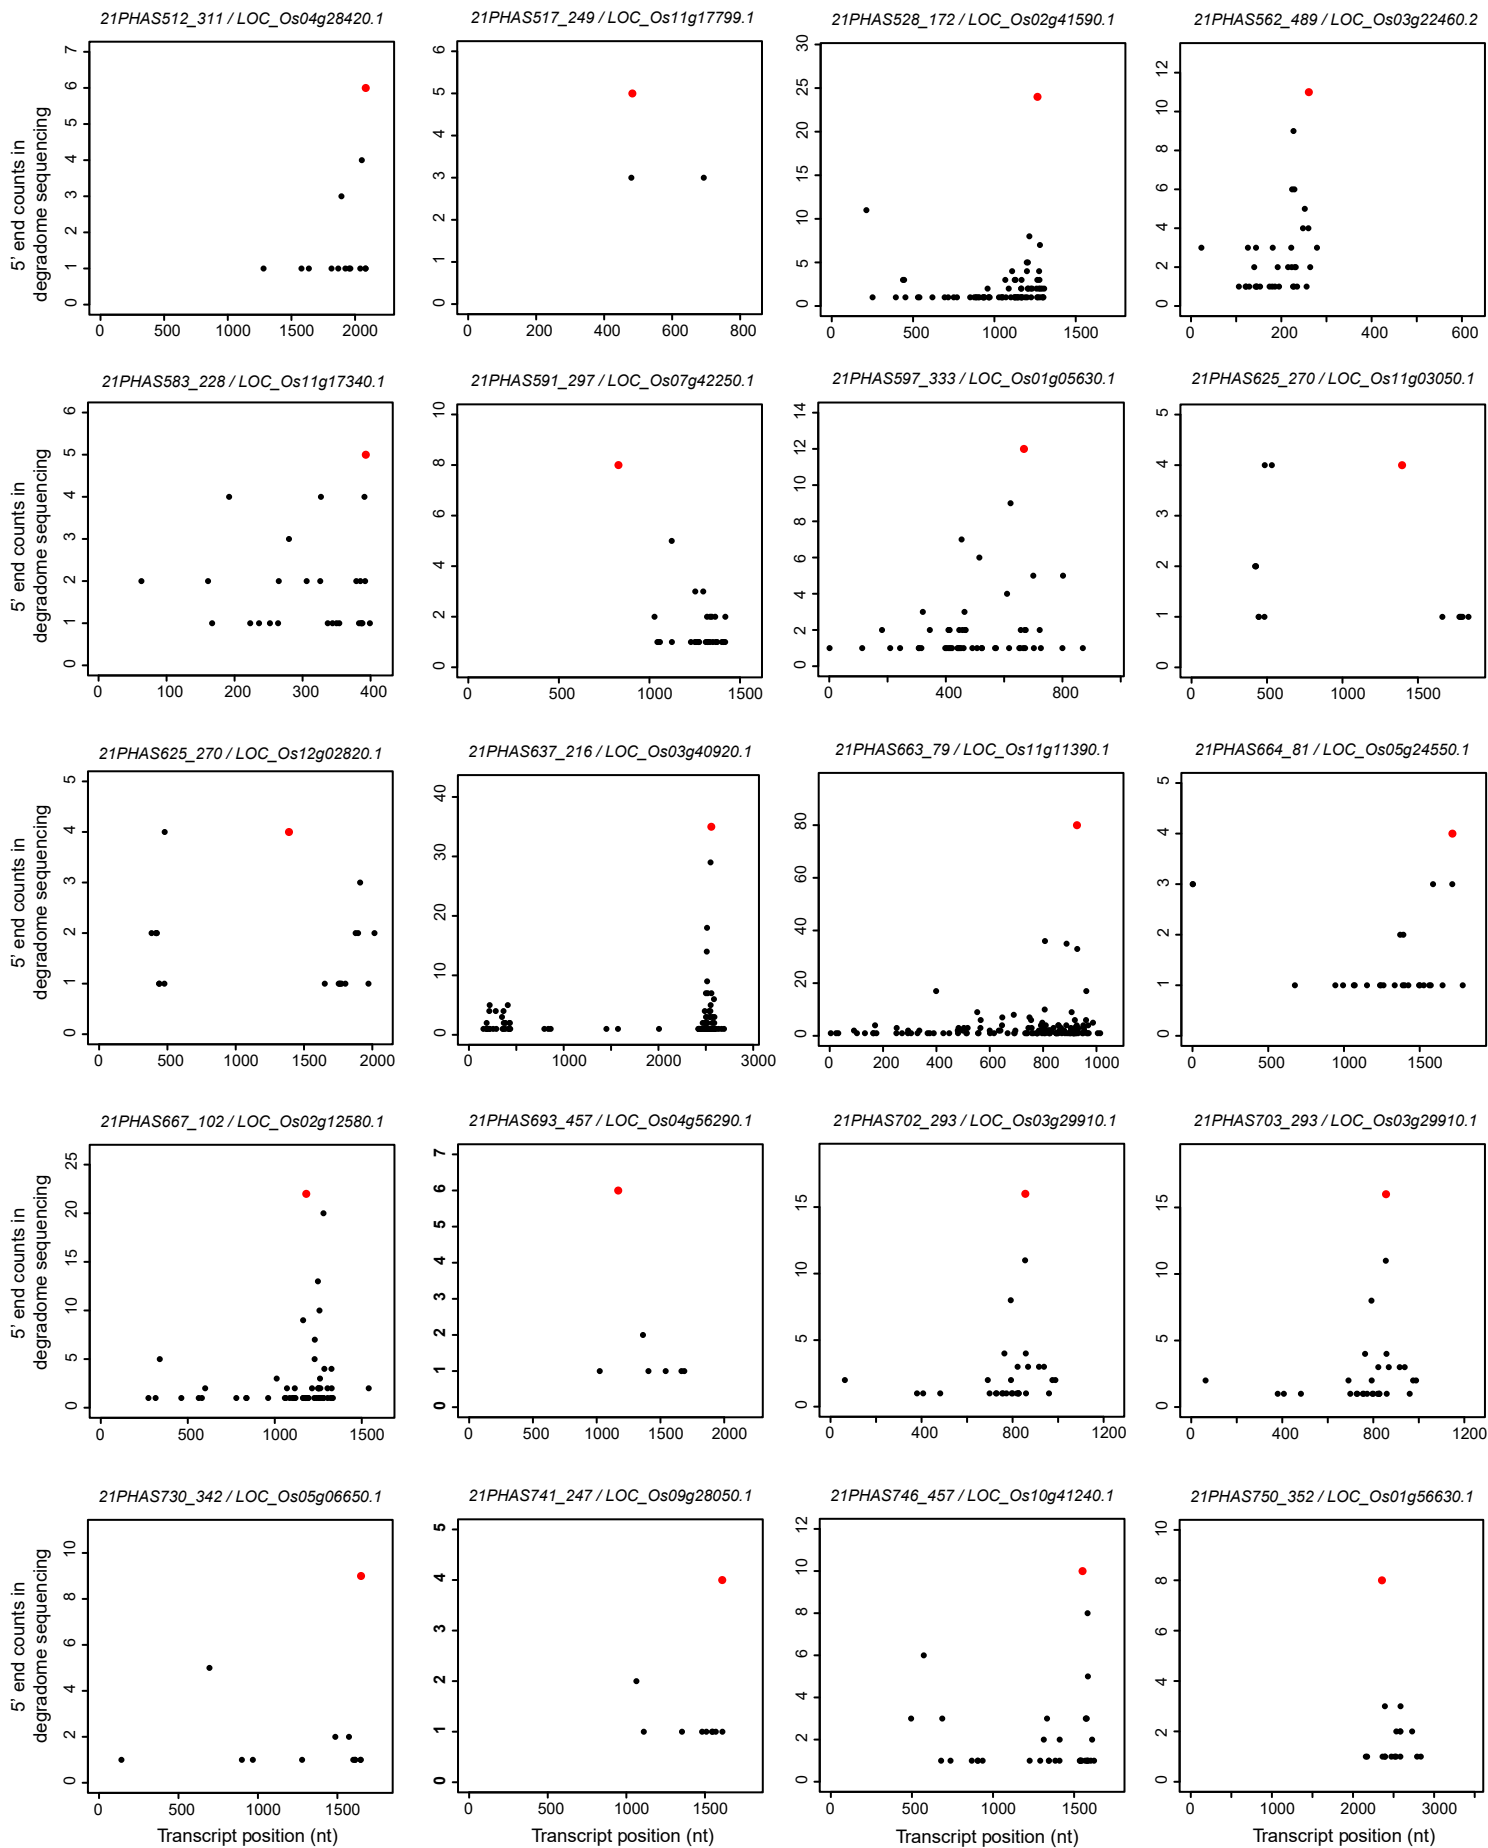 21PHAS512_311 / LOC_Os04g28420.1
21PHAS517_249 / LOC_Os11g17799.1
21PHAS528_172 / LOC_Os02g41590.1
21PHAS562_489 / LOC_Os03g22460.2
5' end counts in
degradome sequencing
0 1 2 3 4 5 6 7
0 500 1000 1500 2000
0 1 2 3 4 5 6
0 200 400 600 800
0 5 10 15 20 25 30
0 500 1000 1500
0 2 4 6 8 10 12
0 200 400 600
21PHAS583_228 / LOC_Os11g17340.1
21PHAS591_297 / LOC_Os07g42250.1
21PHAS597_333 / LOC_Os01g05630.1
21PHAS625_270 / LOC_Os11g03050.1
5' end counts in
degradome sequencing
0 1 2 3 4 5 6
0 100 200 300 400
0 2 4 6 8 10
0 500 1000 1500
0 2 4 6 8 10 12 14
0 400 800
0 1 2 3 4 5
0 500 1500
21PHAS625_270 / LOC_Os12g02820.1
21PHAS637_216 / LOC_Os03g40920.1
21PHAS663_79 / LOC_Os11g11390.1
21PHAS664_81 / LOC_Os05g24550.1
5' end counts in
degradome sequencing
0 1 2 3 4 5
0 500 1000 1500 2000
0 10 20 30 40
0 1000 2000 3000
0 20 40 60 80
0 200 400 600 800 1000
0 1 2 3 4 5
0 500 1000 1500
21PHAS667_102 / LOC_Os02g12580.1
21PHAS693_457 / LOC_Os04g56290.1
21PHAS702_293 / LOC_Os03g29910.1
21PHAS703_293 / LOC_Os03g29910.1
5' end counts in
degradome sequencing
0 5 10 15 20 25
0 500 1000 1500
0 1 2 3 4 5 6 7
0 500 1000 1500 2000
0 5 10 15
0 400 800 1200
0 5 10 15
0 400 800 1200
21PHAS730_342 / LOC_Os05g06650.1
21PHAS741_247 / LOC_Os09g28050.1
21PHAS746_457 / LOC_Os10g41240.1
21PHAS750_352 / LOC_Os01g56630.1
5' end counts in
degradome sequencing
0 2 4 6 8 10
0 500 1000 1500
0 1 2 3 4 5
0 500 1000 1500
0 2 4 6 8 10 12
0 500 1000 1500
0 2 4 6 8 10
0 1000 2000 3000
Transcript position (nt)
Transcript position (nt)
Transcript position (nt)
Transcript position (nt)